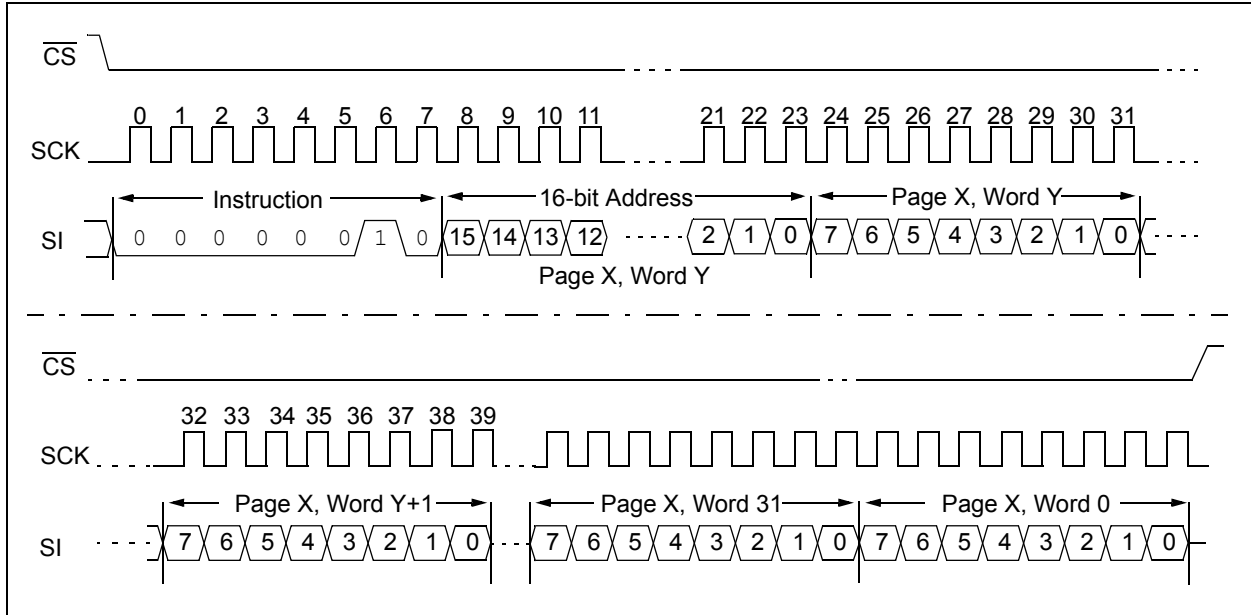 CS
0 1 2 3 4 5 6 7 8 9 10 11 21 22 23 24 25 26 27 28 29 30 31
SCK
Instruction 16-bit Address Page X, Word Y
SI 0 0 0 0 0 0 1 0 15 14 13 12 2 1 0 7 6 5 4 3 2 1 0
Page X, Word Y
CS
32 33 34 35 36 37 38 39
SCK
Page X, Word Y+1 Page X, Word 31 Page X, Word 0
SI 7 6 5 4 3 2 1 0 7 6 5 4 3 2 1 0 7 6 5 4 3 2 1 0